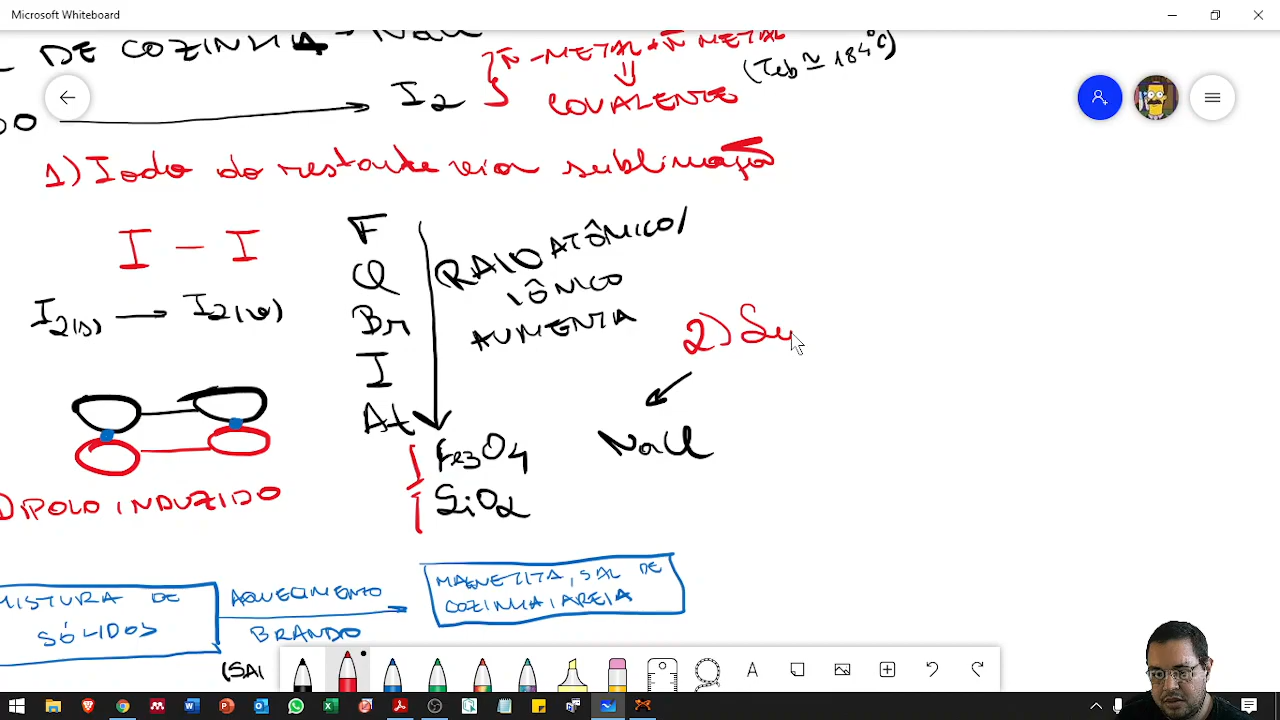 Microsoft Whiteboard
DE COZINHA - NaCl
Ñ-METAL + Ñ METAL
(Teb ≃ 184°C)
I2
COVALENTE
1) Iodo do restante via sublimação
I - I
F
Cl
Br
I
At
RAIO ATÔMICO/
IÔNICO
AUMENTA
I2(s) → I2(v)
2) Su
NaCl
Fe3O4
SiO2
DIPOLO INDUZIDO
MISTURA DE
SÓLIDOS
AQUECIMENTO
BRANDO
MAGNETITA, SAL DE
COZINHA, AREIA
(SAI